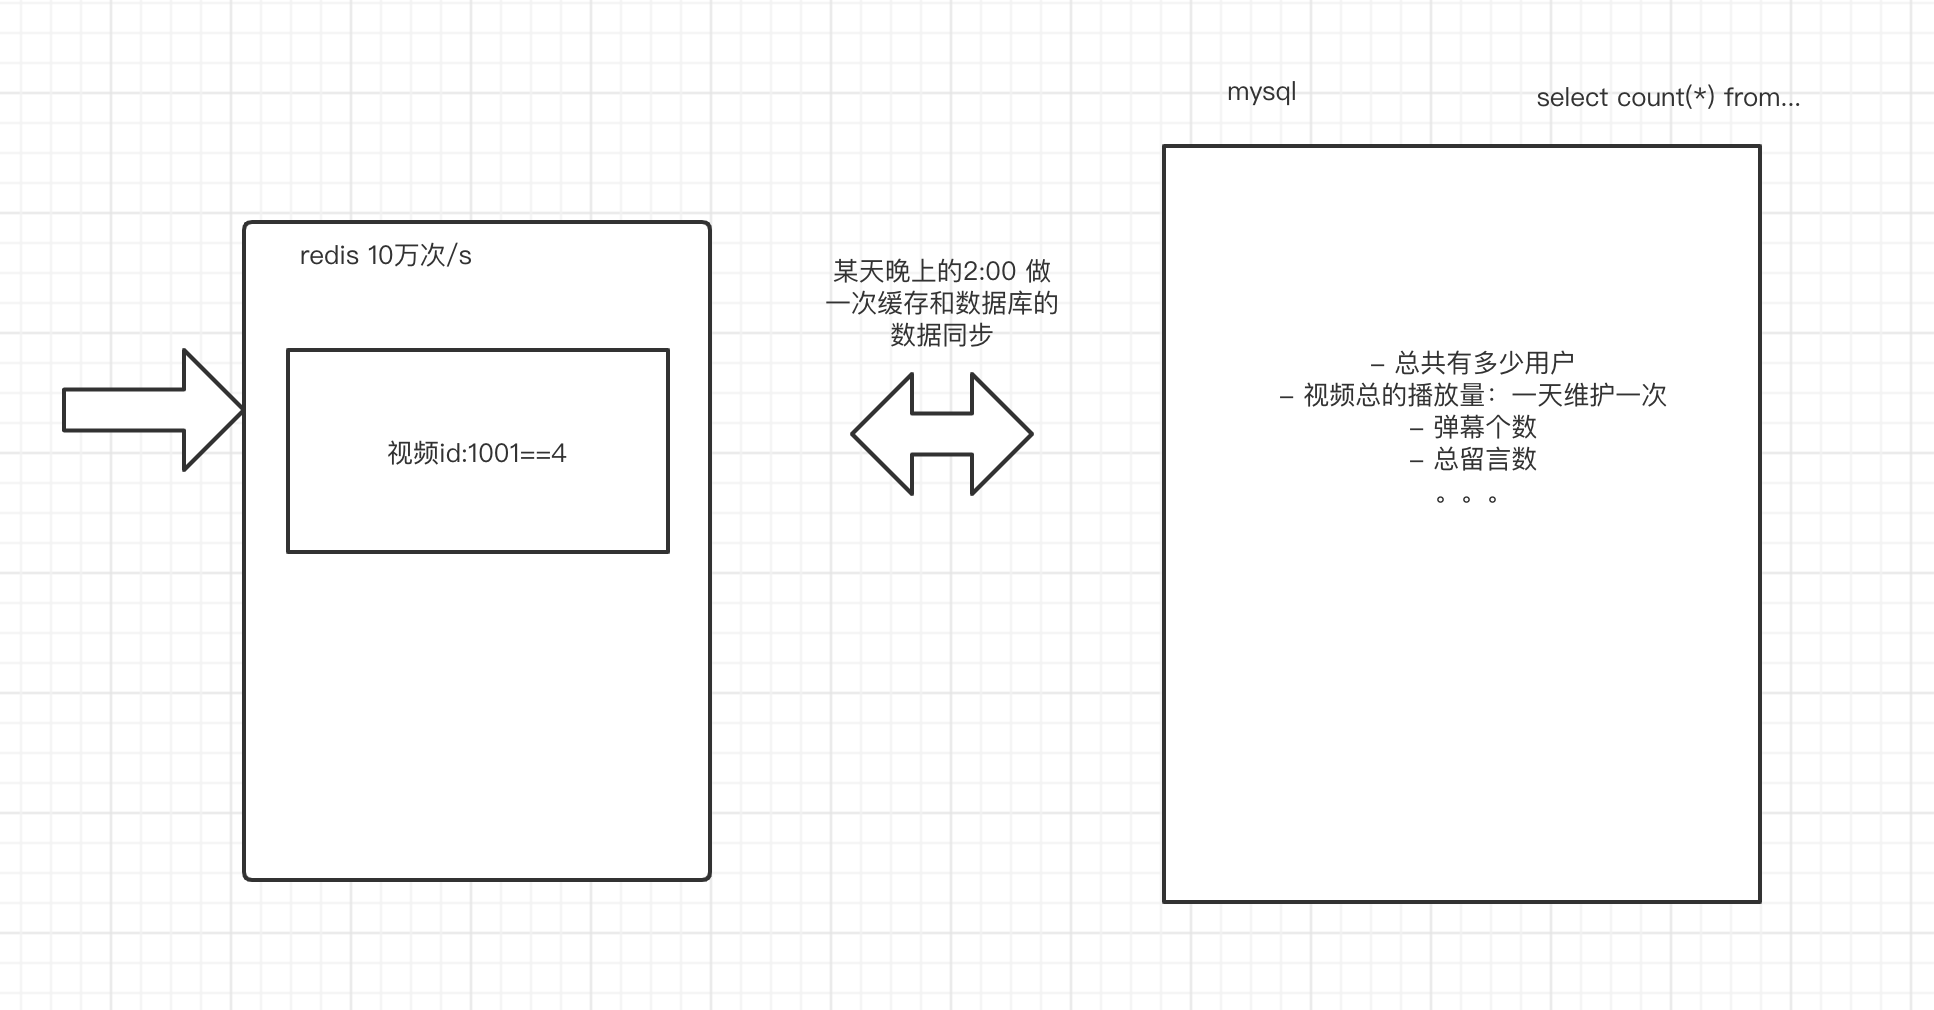 mysql
select count(*) from...
redis 10万次/s
某天晚上的2:00 做
一次缓存和数据库的
数据同步
视频id:1001==4
– 总共有多少用户
– 视频总的播放量：一天维护一次
– 弹幕个数
– 总留言数
。。。